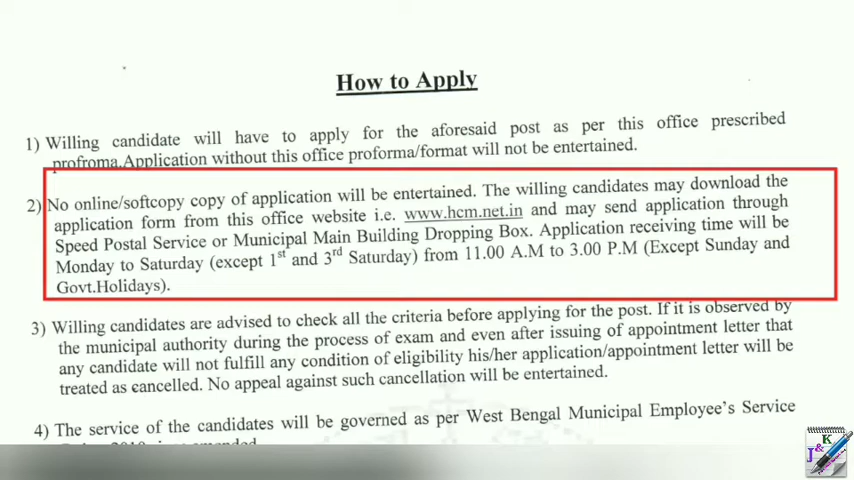 How to Apply
1) Willing candidate will have to apply for the aforesaid post as per this office prescribed
profroma.Application without this office proforma/format will not be entertained.
2) No online/softcopy copy of application will be entertained. The willing candidates may download the
application form from this office website i.e. www.hcm.net.in and may send application through
Speed Postal Service or Municipal Main Building Dropping Box. Application receiving time will be
Monday to Saturday (except 1st and 3rd Saturday) from 11.00 A.M to 3.00 P.M (Except Sunday and
Govt.Holidays).
3) Willing candidates are advised to check all the criteria before applying for the post. If it is observed by
the municipal authority during the process of exam and even after issuing of appointment letter that
any candidate will not fulfill any condition of eligibility his/her application/appointment letter will be
treated as cancelled. No appeal against such cancellation will be entertained.
4) The service of the candidates will be governed as per West Bengal Municipal Employee's Service
J&K